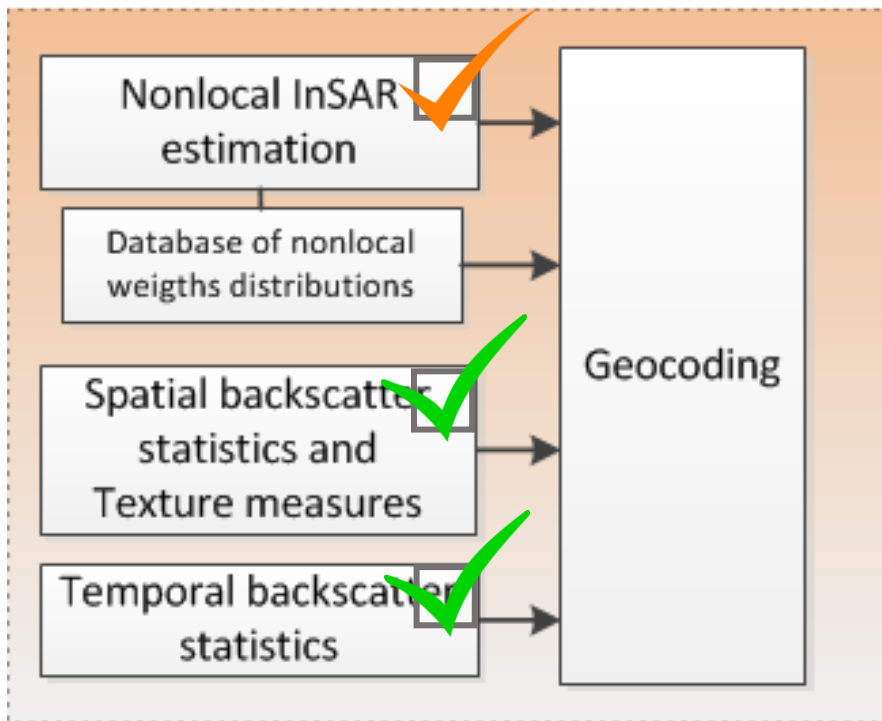 Nonlocal InSAR
estimation
Database of nonlocal
weigths distributions
Spatial backscatter
statistics and
Texture measures
Temporal backscatter
statistics
Geocoding